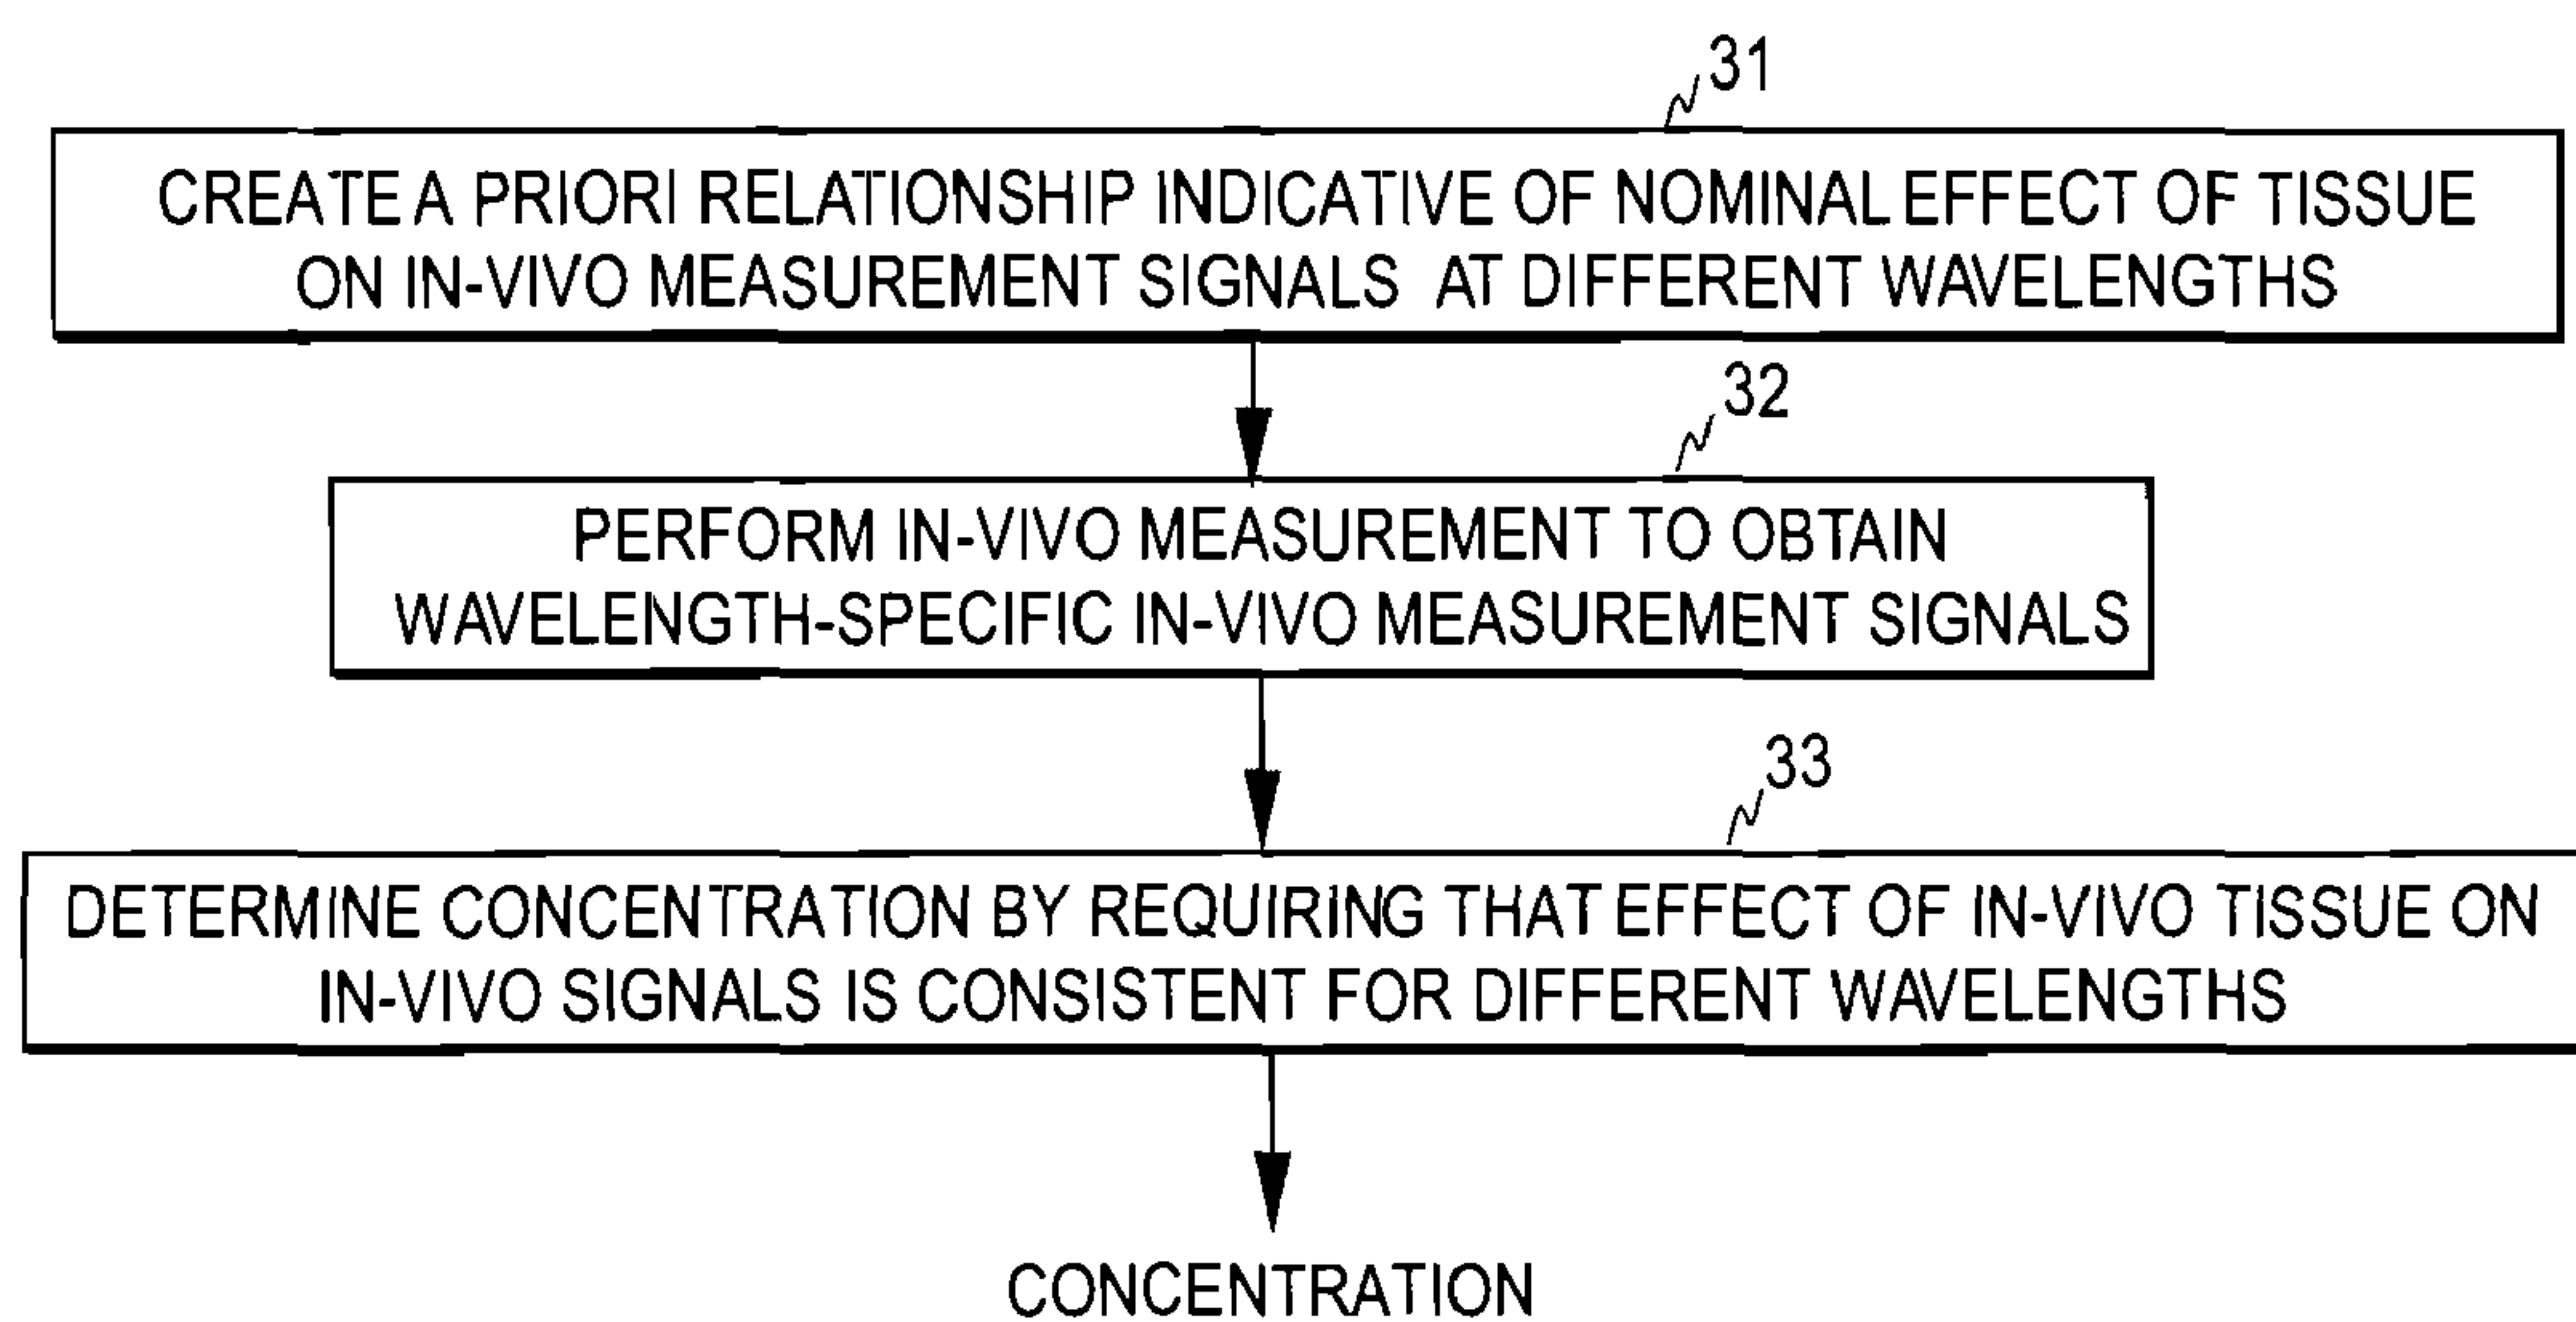 31
CREATE A PRIORI RELATIONSHIP INDICATIVE OF NOMINAL EFFECT OF TISSUE
ON IN-VIVO MEASUREMENT SIGNALS AT DIFFERENT WAVELENGTHS
32
PERFORM IN-VIVO MEASUREMENT TO OBTAIN
WAVELENGTH-SPECIFIC IN-VIVO MEASUREMENT SIGNALS
33
DETERMINE CONCENTRATION BY REQUIRING THAT EFFECT OF IN-VIVO TISSUE ON
IN-VIVO SIGNALS IS CONSISTENT FOR DIFFERENT WAVELENGTHS
CONCENTRATION